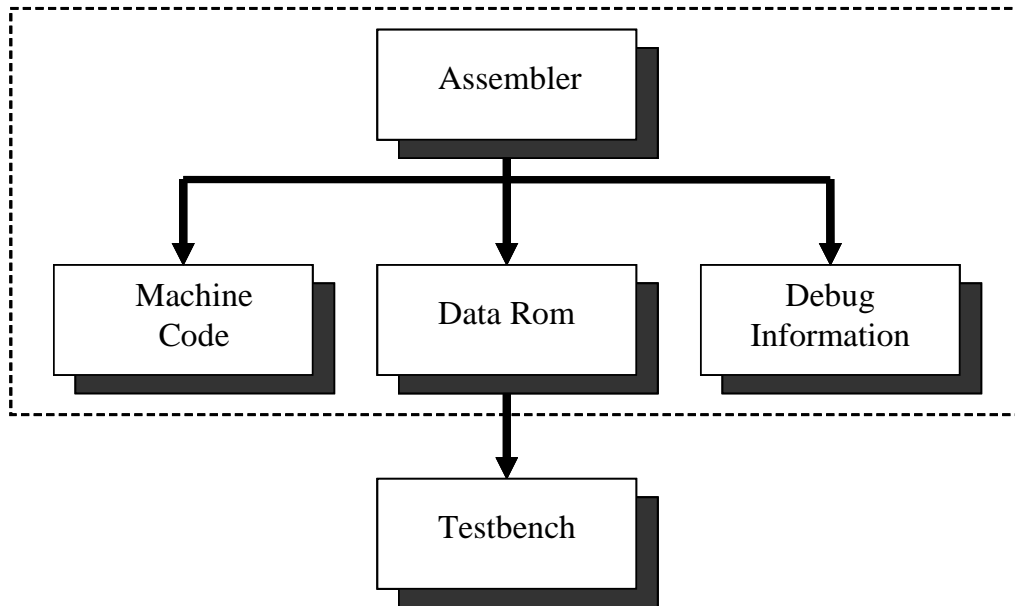 Assembler
Machine
Code
Data Rom
Debug
Information
Testbench